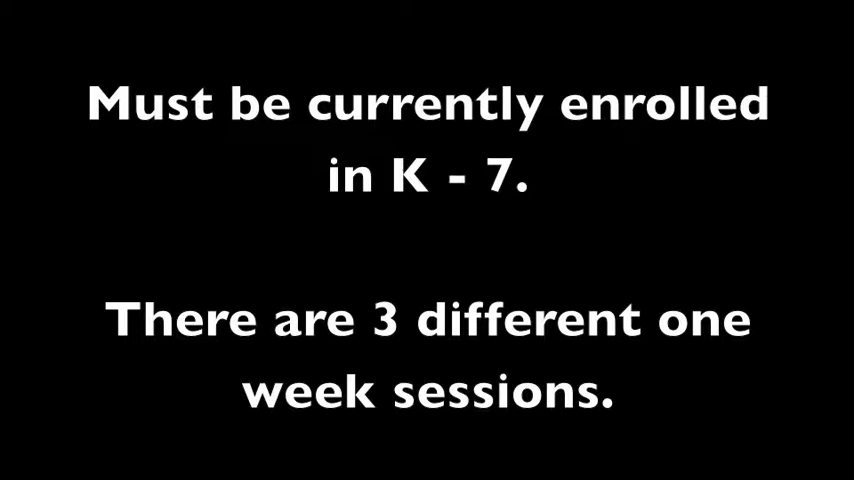 Must be currently enrolled
in K - 7.
There are 3 different one
week sessions.